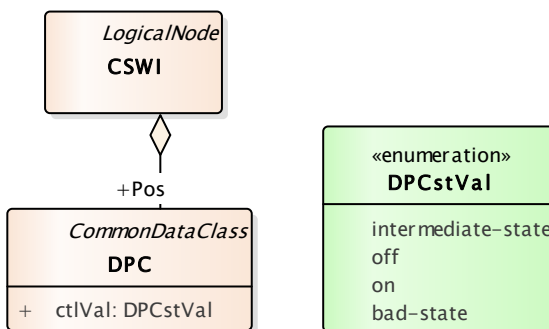 LogicalNode
CSWI
+Pos
CommonDataClass
DPC
+ ctlVal: DPCstVal
«enumeration»
DPCstVal
intermediate-state
off
on
bad-state